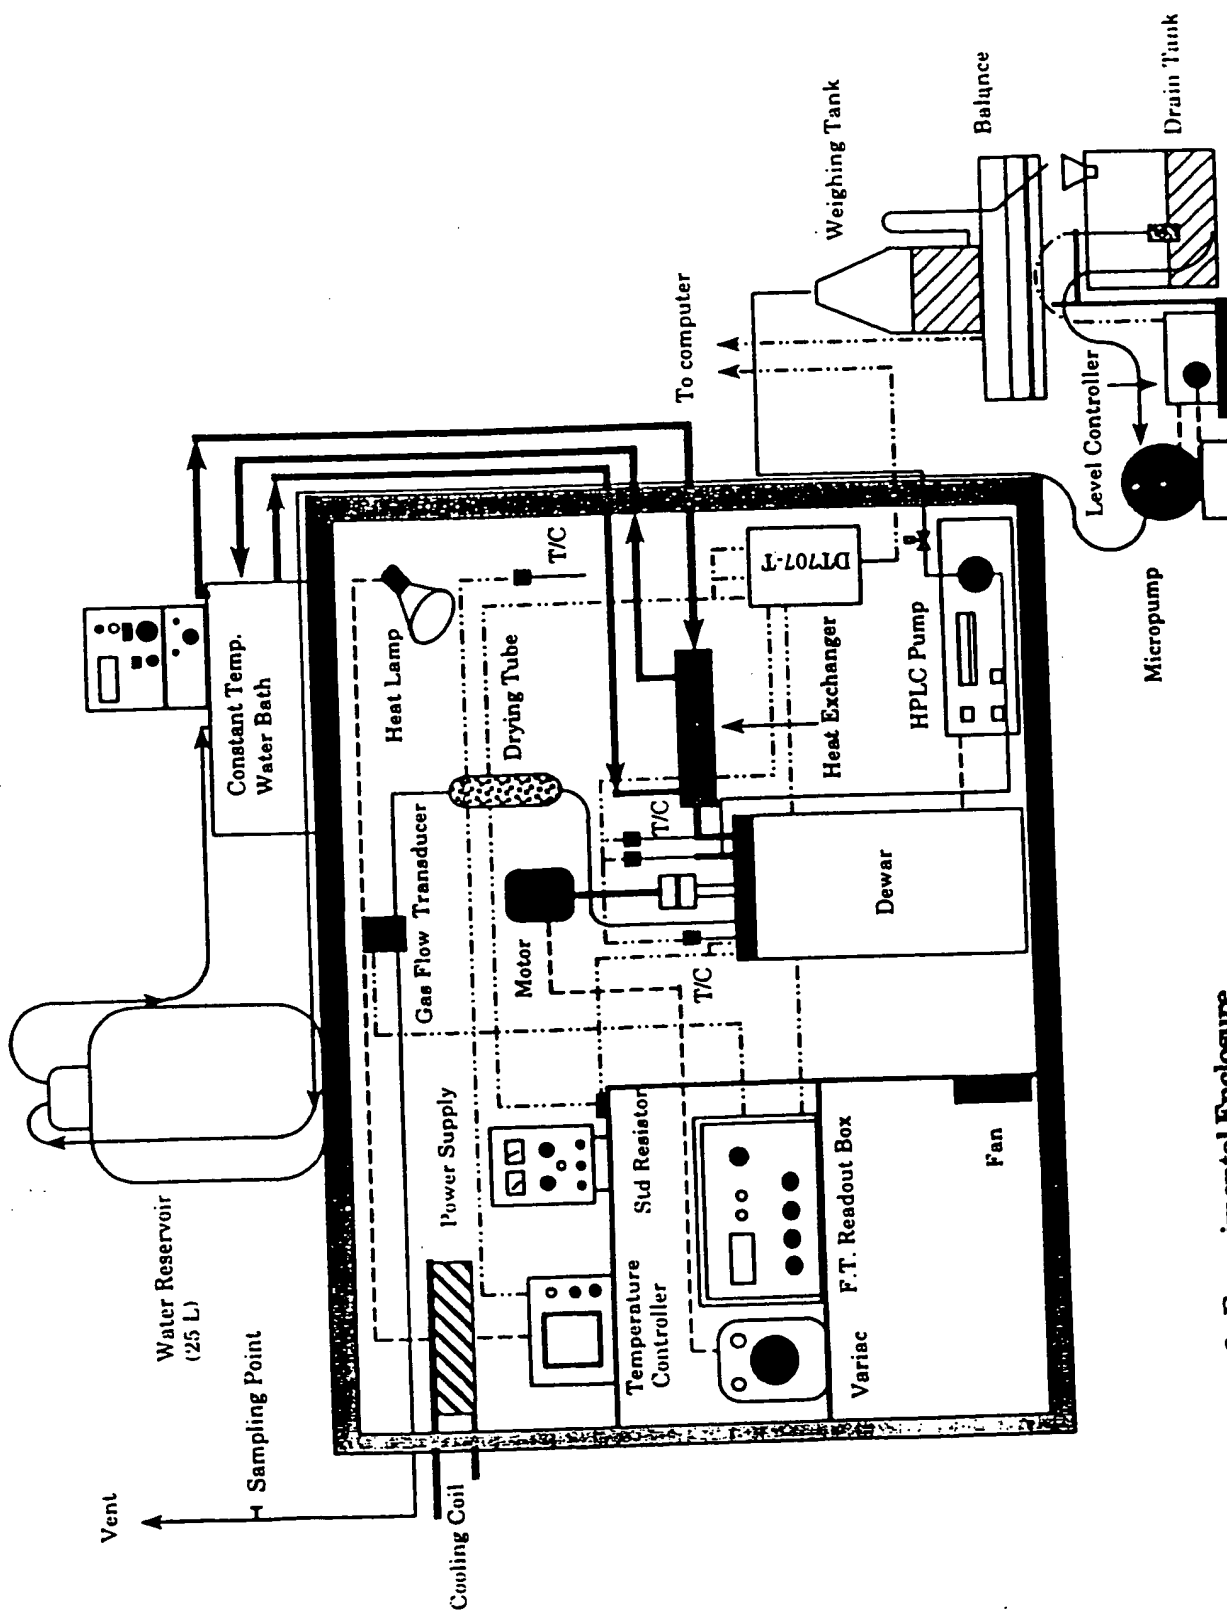 Vent
Sampling Point
Water Reservoir
(25 L)
Constant Temp.
Water Bath
Cooling Coil
Power Supply
Gas Flow Transducer
Heat Lamp
Drying Tube
T/C
Motor
Temperature
Controller
Std Resistor
T/C
T/C
Heat Exchanger
DT707-T
To computer
Weighing Tank
Variac
F.T. Readout Box
Dewar
HPLC Pump
Balance
Fan
Level Controller
Micropump
Drain Tank
Enclosure